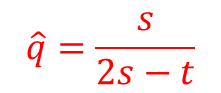 q̂ = s / (2s − t)